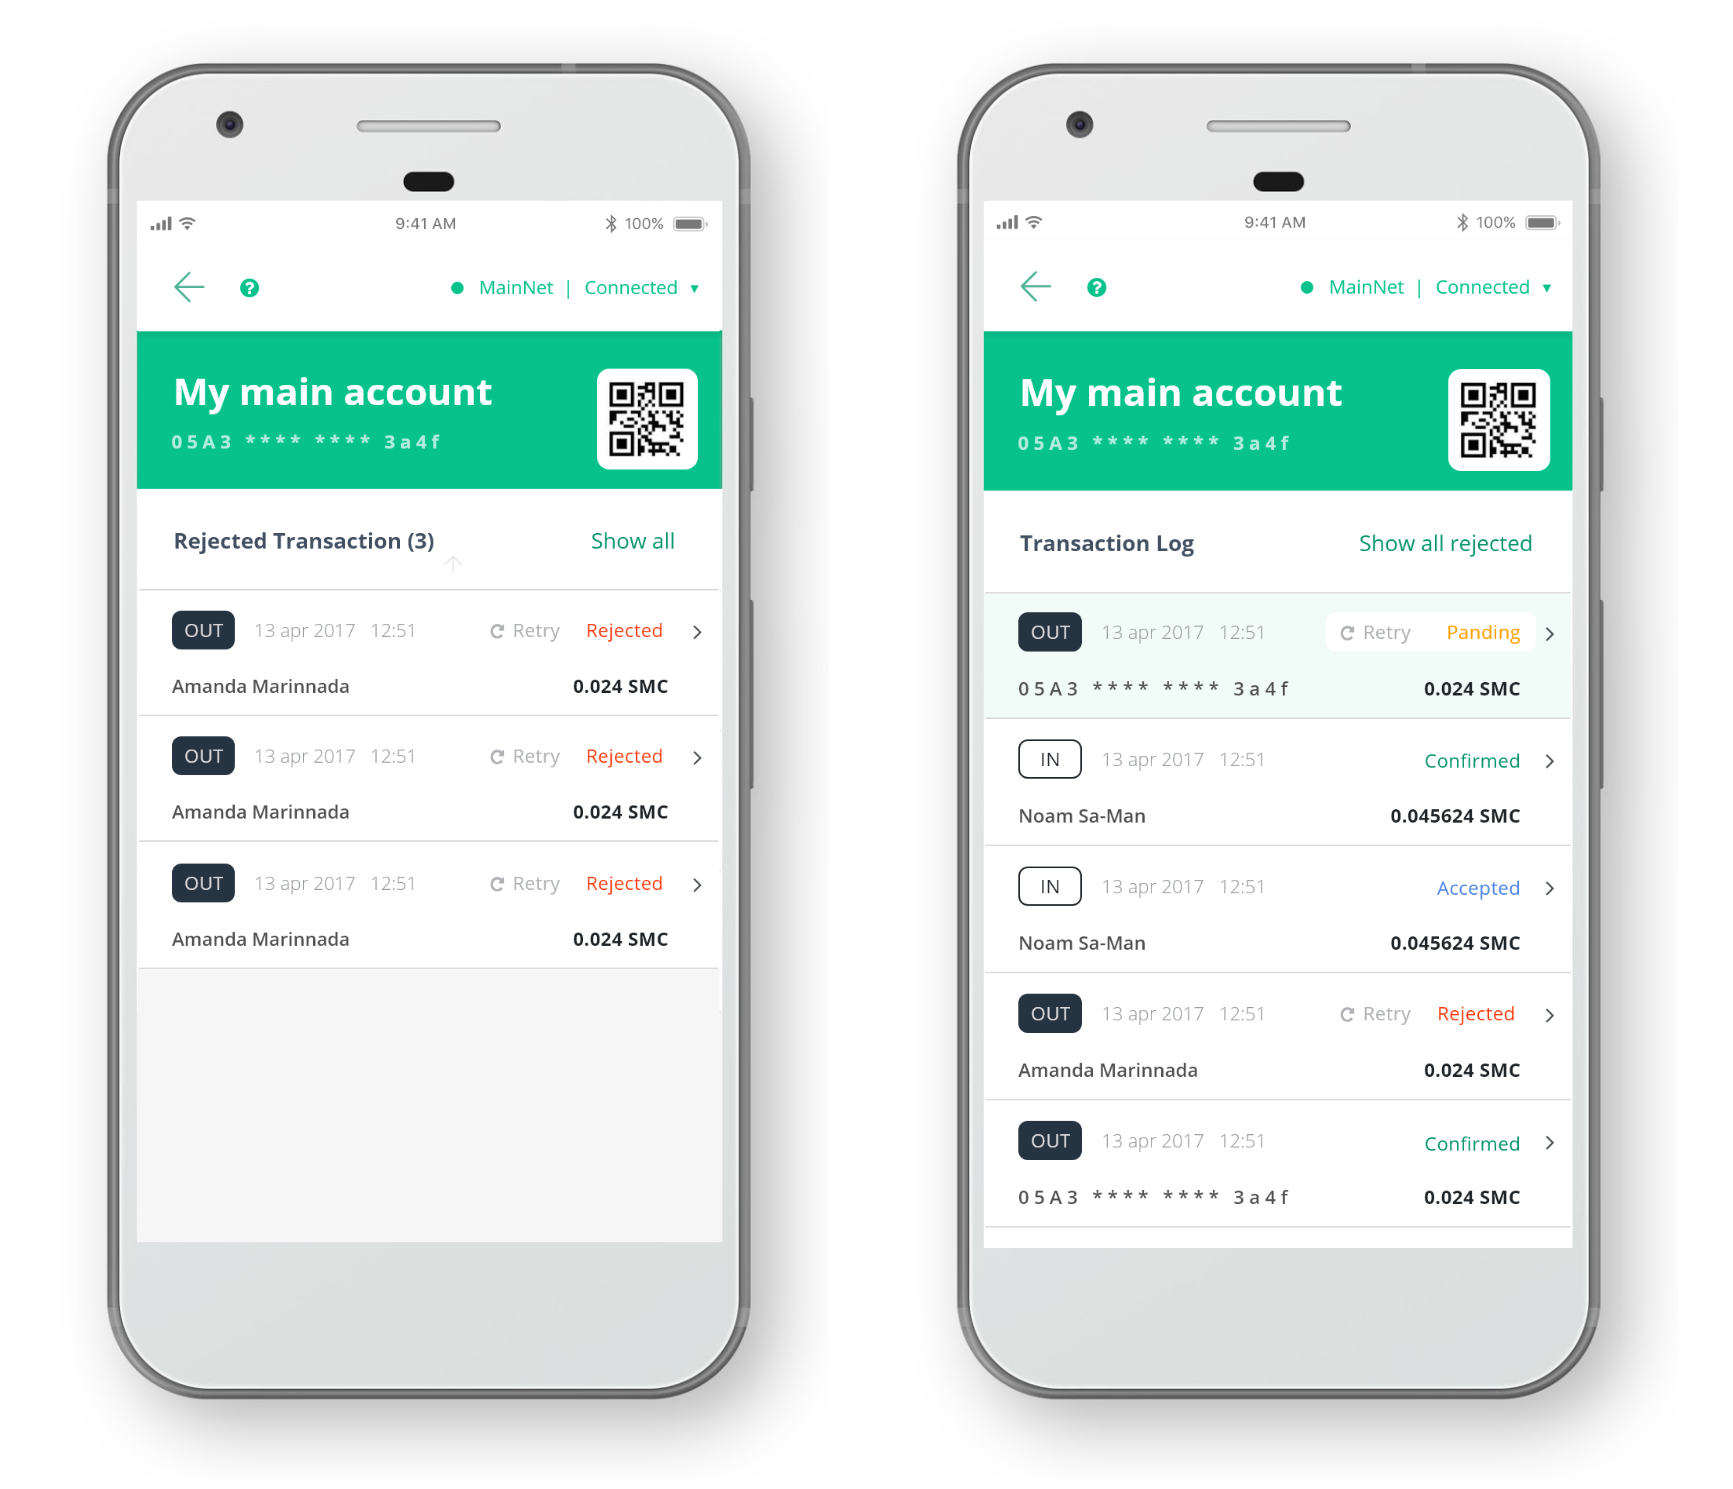 9:41 AM 100%
MainNet | Connected
My main account
05A3 **** **** 3a4f
Rejected Transaction (3) Show all
OUT 13 apr 2017 12:51 Retry Rejected
Amanda Marinnada 0.024 SMC
OUT 13 apr 2017 12:51 Retry Rejected
Amanda Marinnada 0.024 SMC
OUT 13 apr 2017 12:51 Retry Rejected
Amanda Marinnada 0.024 SMC
9:41 AM 100%
MainNet | Connected
My main account
05A3 **** **** 3a4f
Transaction Log Show all rejected
OUT 13 apr 2017 12:51 Retry Panding
05A3 **** **** 3a4f 0.024 SMC
IN 13 apr 2017 12:51 Confirmed
Noam Sa-Man 0.045624 SMC
IN 13 apr 2017 12:51 Accepted
Noam Sa-Man 0.045624 SMC
OUT 13 apr 2017 12:51 Retry Rejected
Amanda Marinnada 0.024 SMC
OUT 13 apr 2017 12:51 Confirmed
05A3 **** **** 3a4f 0.024 SMC